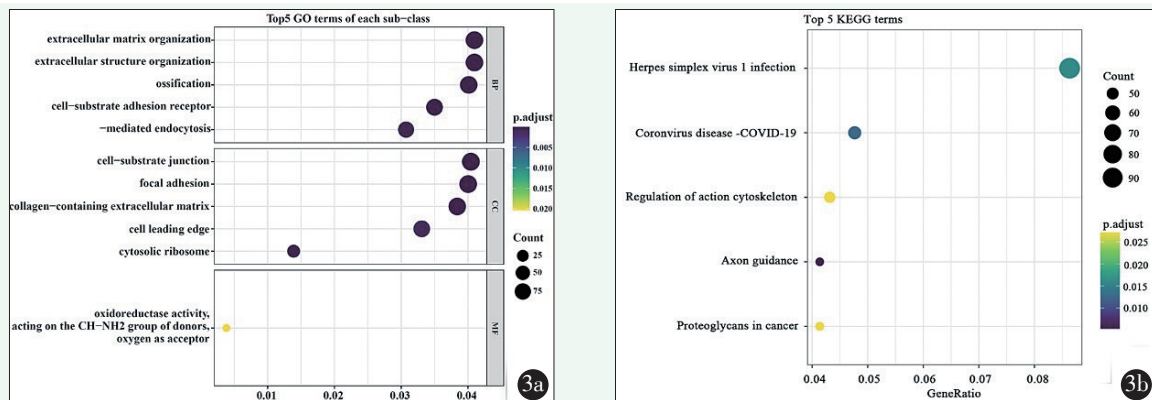 Top5 GO terms of each sub-class
extracellular matrix organization
extracellular structure organization
ossification
cell-substrate adhesion receptor
-mediated endocytosis
BP
cell-substrate junction
focal adhesion
collagen-containing extracellular matrix
cell leading edge
cytosolic ribosome
CC
oxidoreductase activity,
acting on the CH-NH2 group of donors,
oxygen as acceptor
MF
0.01 0.02 0.03 0.04
p.adjust
0.005
0.010
0.015
0.020
Count
25
50
75
3a
Top 5 KEGG terms
Herpes simplex virus 1 infection
Coronvirus disease -COVID-19
Regulation of action cytoskeleton
Axon guidance
Proteoglycans in cancer
0.04 0.05 0.06 0.07 0.08
GeneRatio
Count
50
60
70
80
90
p.adjust
0.025
0.020
0.015
0.010
3b